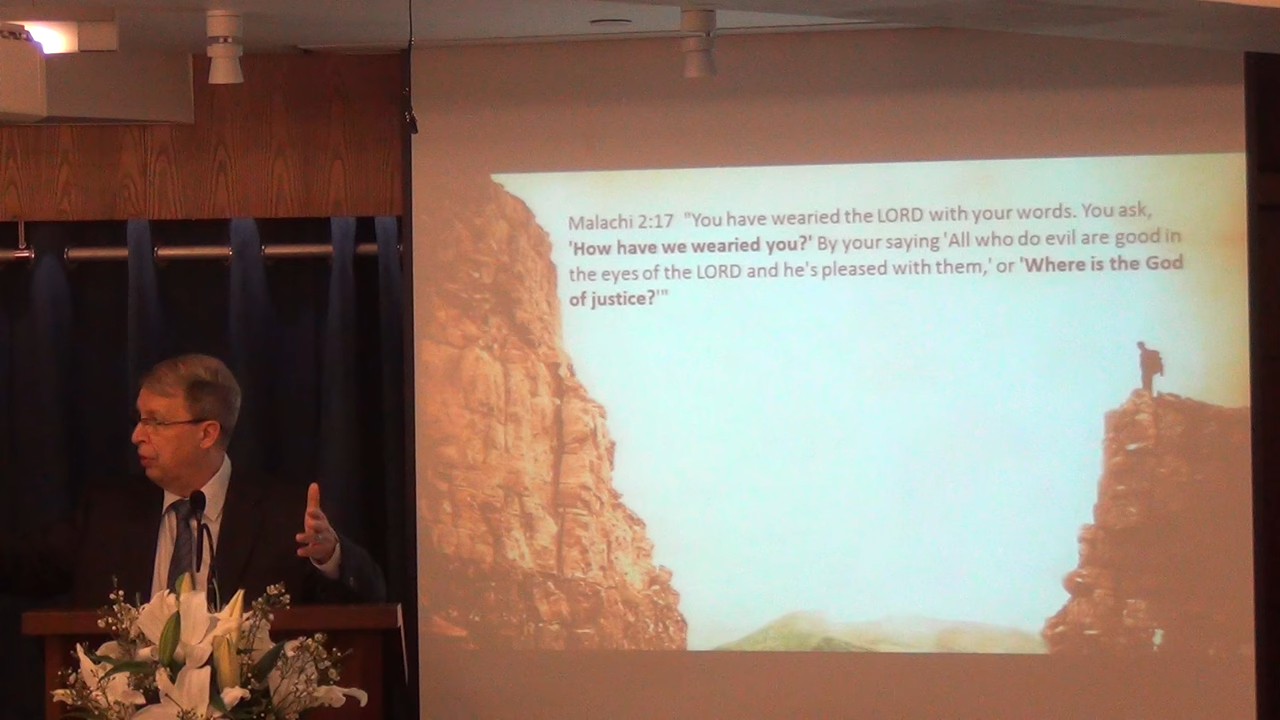 Malachi 2:17 "You have wearied the LORD with your words. You ask,
'How have we wearied you?' By your saying 'All who do evil are good in
the eyes of the LORD and he's pleased with them,' or 'Where is the God
of justice?'"